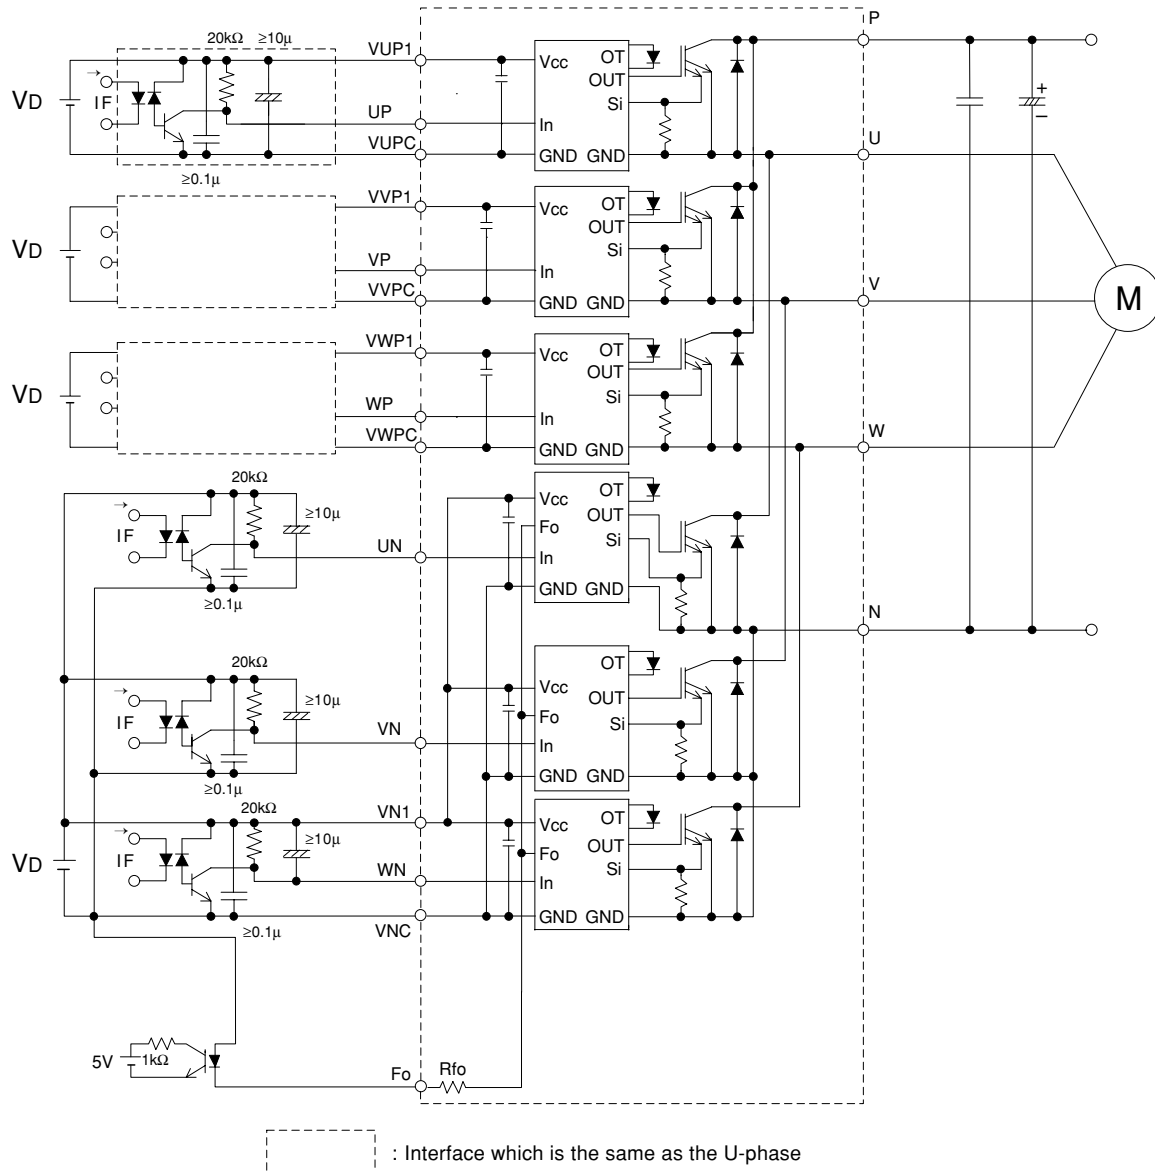 P
20kΩ ≥10μ VUP1
Vcc OT
OUT
VD IF Si
UP In
VUPC GND GND U
≥0.1μ
VVP1 Vcc OT
OUT
VD Si
VP In
VVPC GND GND V
M
VWP1 Vcc OT
OUT
VD Si
WP In
VWPC GND GND W
20kΩ
≥10μ Vcc OT
IF Fo OUT
UN In Si
≥0.1μ GND GND N
20kΩ
≥10μ Vcc OT
IF Fo OUT
VN In Si
≥0.1μ GND GND
20kΩ VN1 Vcc OT
≥10μ
VD IF Fo OUT
WN In Si
VNC GND GND
≥0.1μ
5V 1kΩ
Fo Rfo
+
–
: Interface which is the same as the U-phase